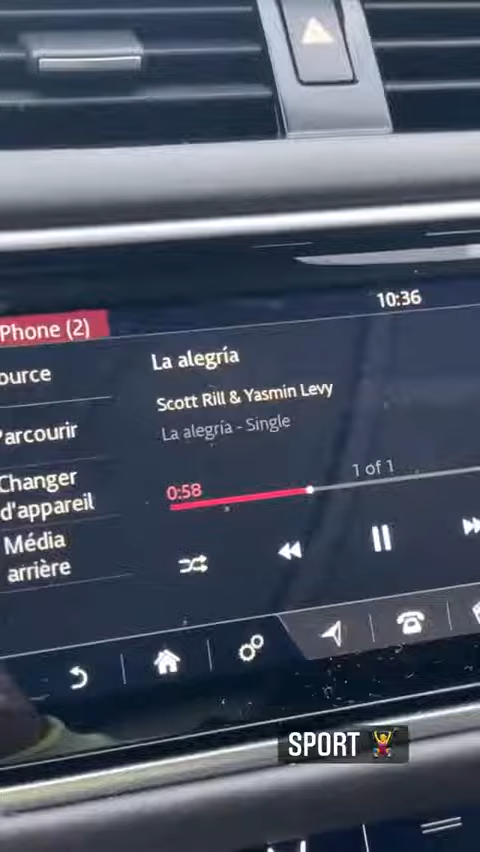 10:36
Phone (2)
La alegría
ource
Scott Rill & Yasmin Levy
arcourir
La alegría - Single
Changer
d'appareil
0:58
1 of 1
Média
arrière
SPORT